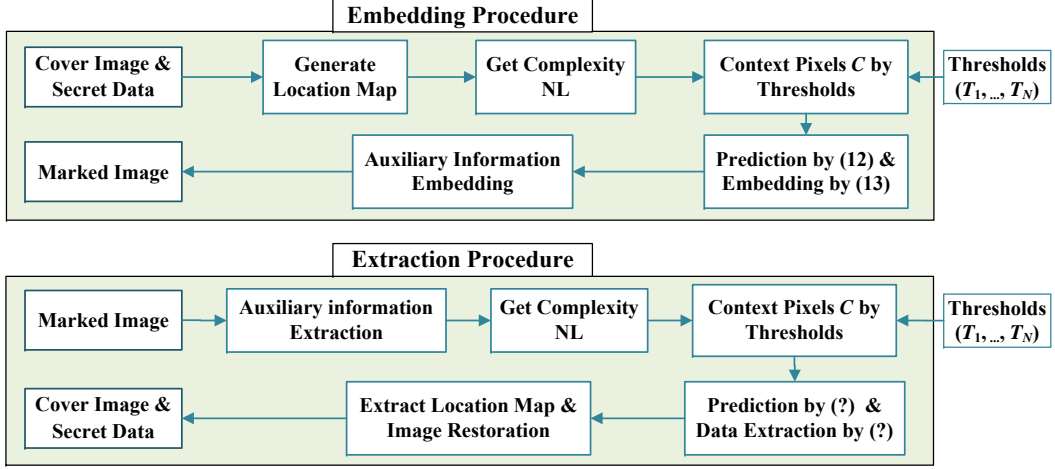 Embedding Procedure
Cover Image &
Secret Data
Generate
Location Map
Get Complexity
NL
Context Pixels C by
Thresholds
Thresholds
(T1, ..., TN)
Marked Image
Auxiliary Information
Embedding
Prediction by (12) &
Embedding by (13)
Extraction Procedure
Marked Image
Auxiliary information
Extraction
Get Complexity
NL
Context Pixels C by
Thresholds
Thresholds
(T1, ..., TN)
Cover Image &
Secret Data
Extract Location Map &
Image Restoration
Prediction by (?) &
Data Extraction by (?)